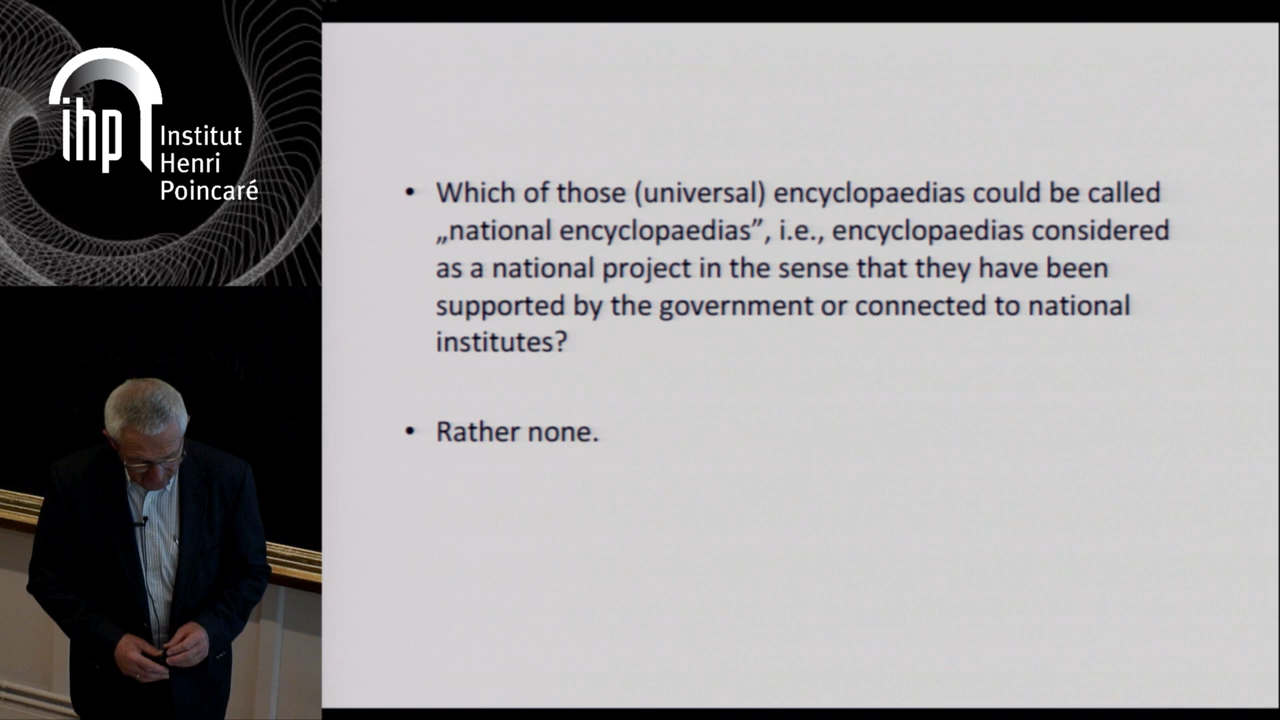 ihp
Institut
Henri
Poincaré
• Which of those (universal) encyclopaedias could be called
„national encyclopaedias”, i.e., encyclopaedias considered
as a national project in the sense that they have been
supported by the government or connected to national
institutes?
• Rather none.